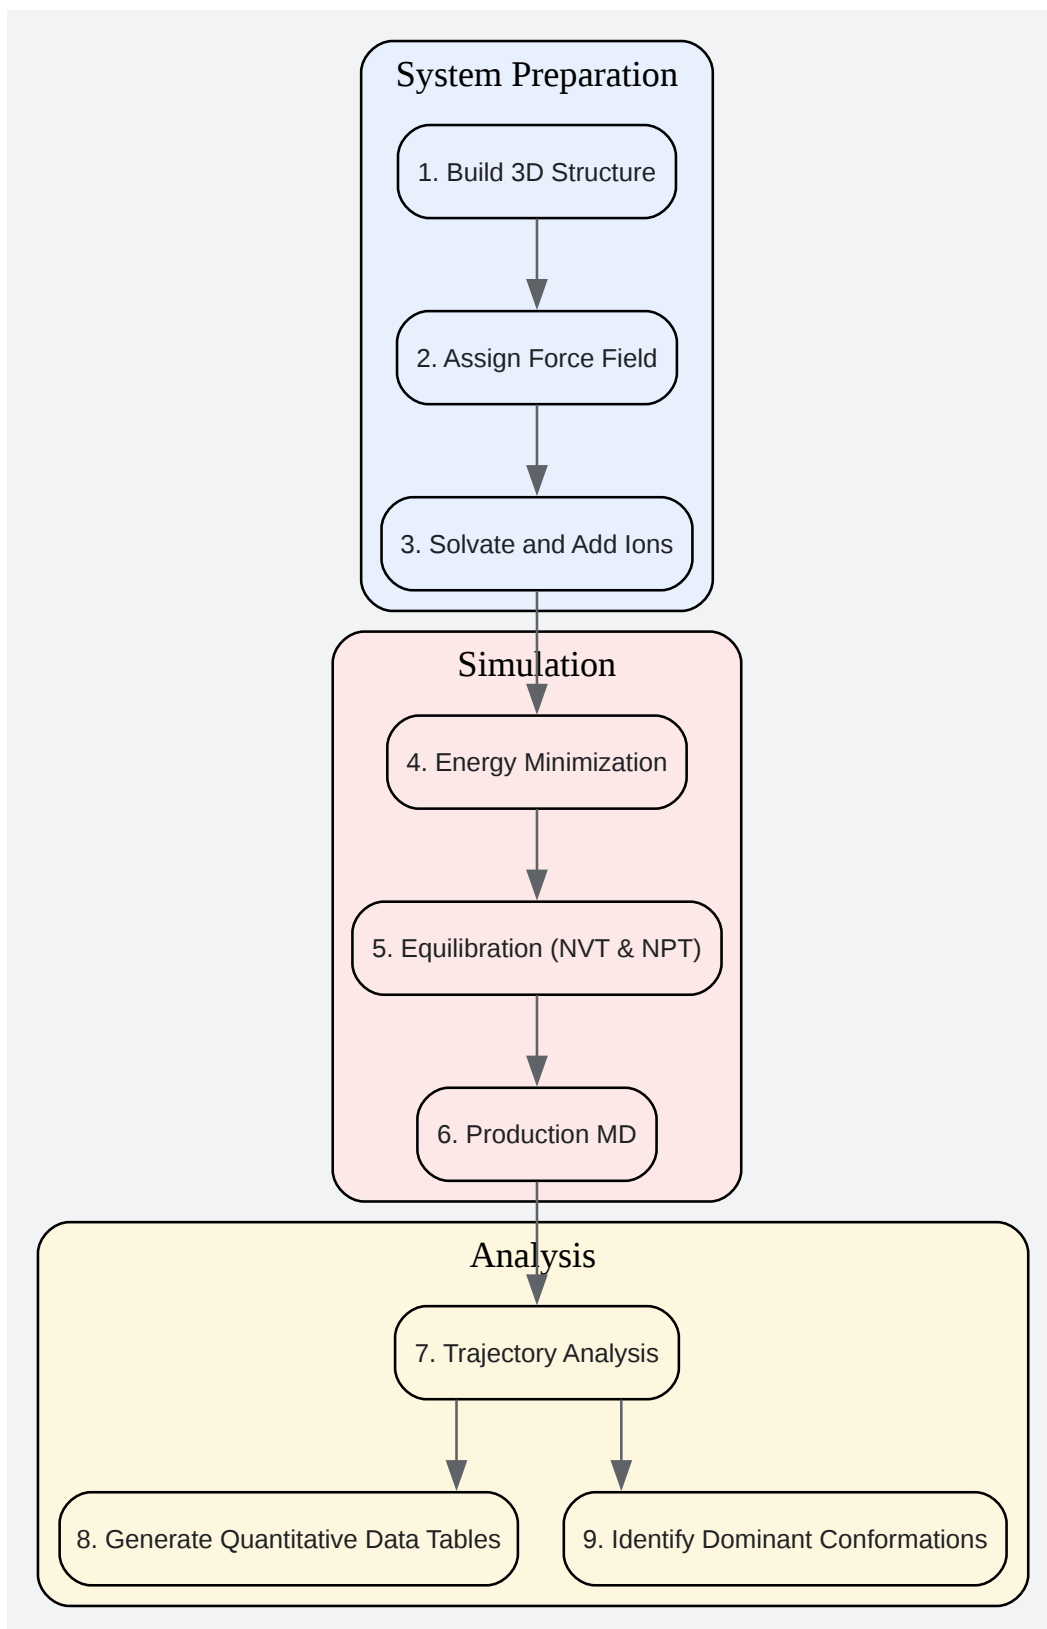 System Preparation
1. Build 3D Structure
2. Assign Force Field
3. Solvate and Add Ions
Simulation
4. Energy Minimization
5. Equilibration (NVT & NPT)
6. Production MD
Analysis
7. Trajectory Analysis
8. Generate Quantitative Data Tables
9. Identify Dominant Conformations